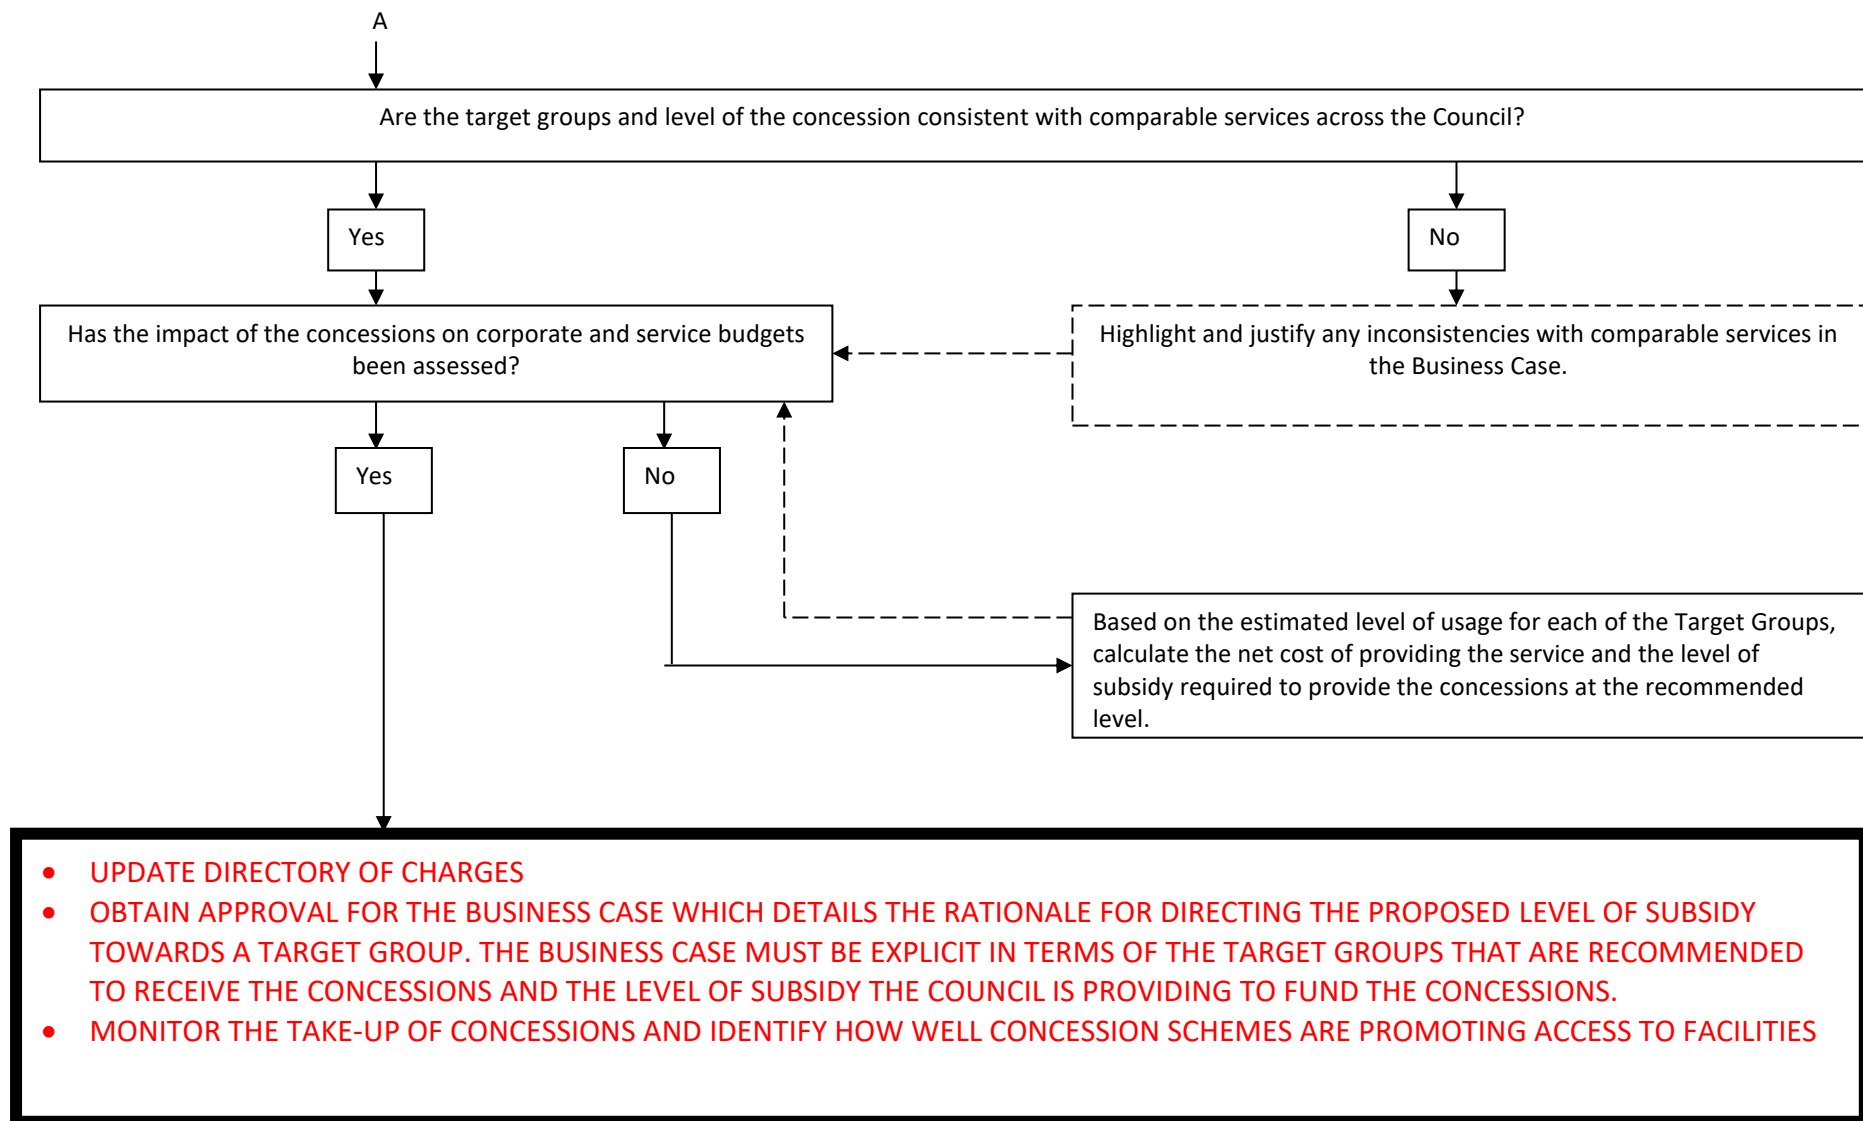 A
Are the target groups and level of the concession consistent with comparable services across the Council?
Yes
No
Has the impact of the concessions on corporate and service budgets
been assessed?
Highlight and justify any inconsistencies with comparable services in
the Business Case.
Yes
No
Based on the estimated level of usage for each of the Target Groups,
calculate the net cost of providing the service and the level of
subsidy required to provide the concessions at the recommended
level.
• UPDATE DIRECTORY OF CHARGES
• OBTAIN APPROVAL FOR THE BUSINESS CASE WHICH DETAILS THE RATIONALE FOR DIRECTING THE PROPOSED LEVEL OF SUBSIDY
TOWARDS A TARGET GROUP. THE BUSINESS CASE MUST BE EXPLICIT IN TERMS OF THE TARGET GROUPS THAT ARE RECOMMENDED
TO RECEIVE THE CONCESSIONS AND THE LEVEL OF SUBSIDY THE COUNCIL IS PROVIDING TO FUND THE CONCESSIONS.
• MONITOR THE TAKE-UP OF CONCESSIONS AND IDENTIFY HOW WELL CONCESSION SCHEMES ARE PROMOTING ACCESS TO FACILITIES